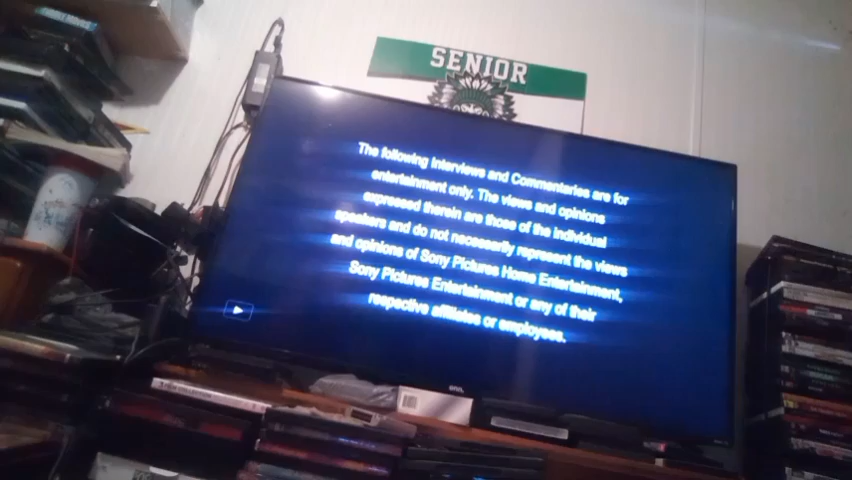 SENIOR
The following Interviews and Commentaries are for
entertainment only. The views and opinions
expressed therein are those of the individual
speakers and do not necessarily represent the views
and opinions of Sony Pictures Home Entertainment,
Sony Pictures Entertainment or any of their
respective affiliates or employees.
onn.